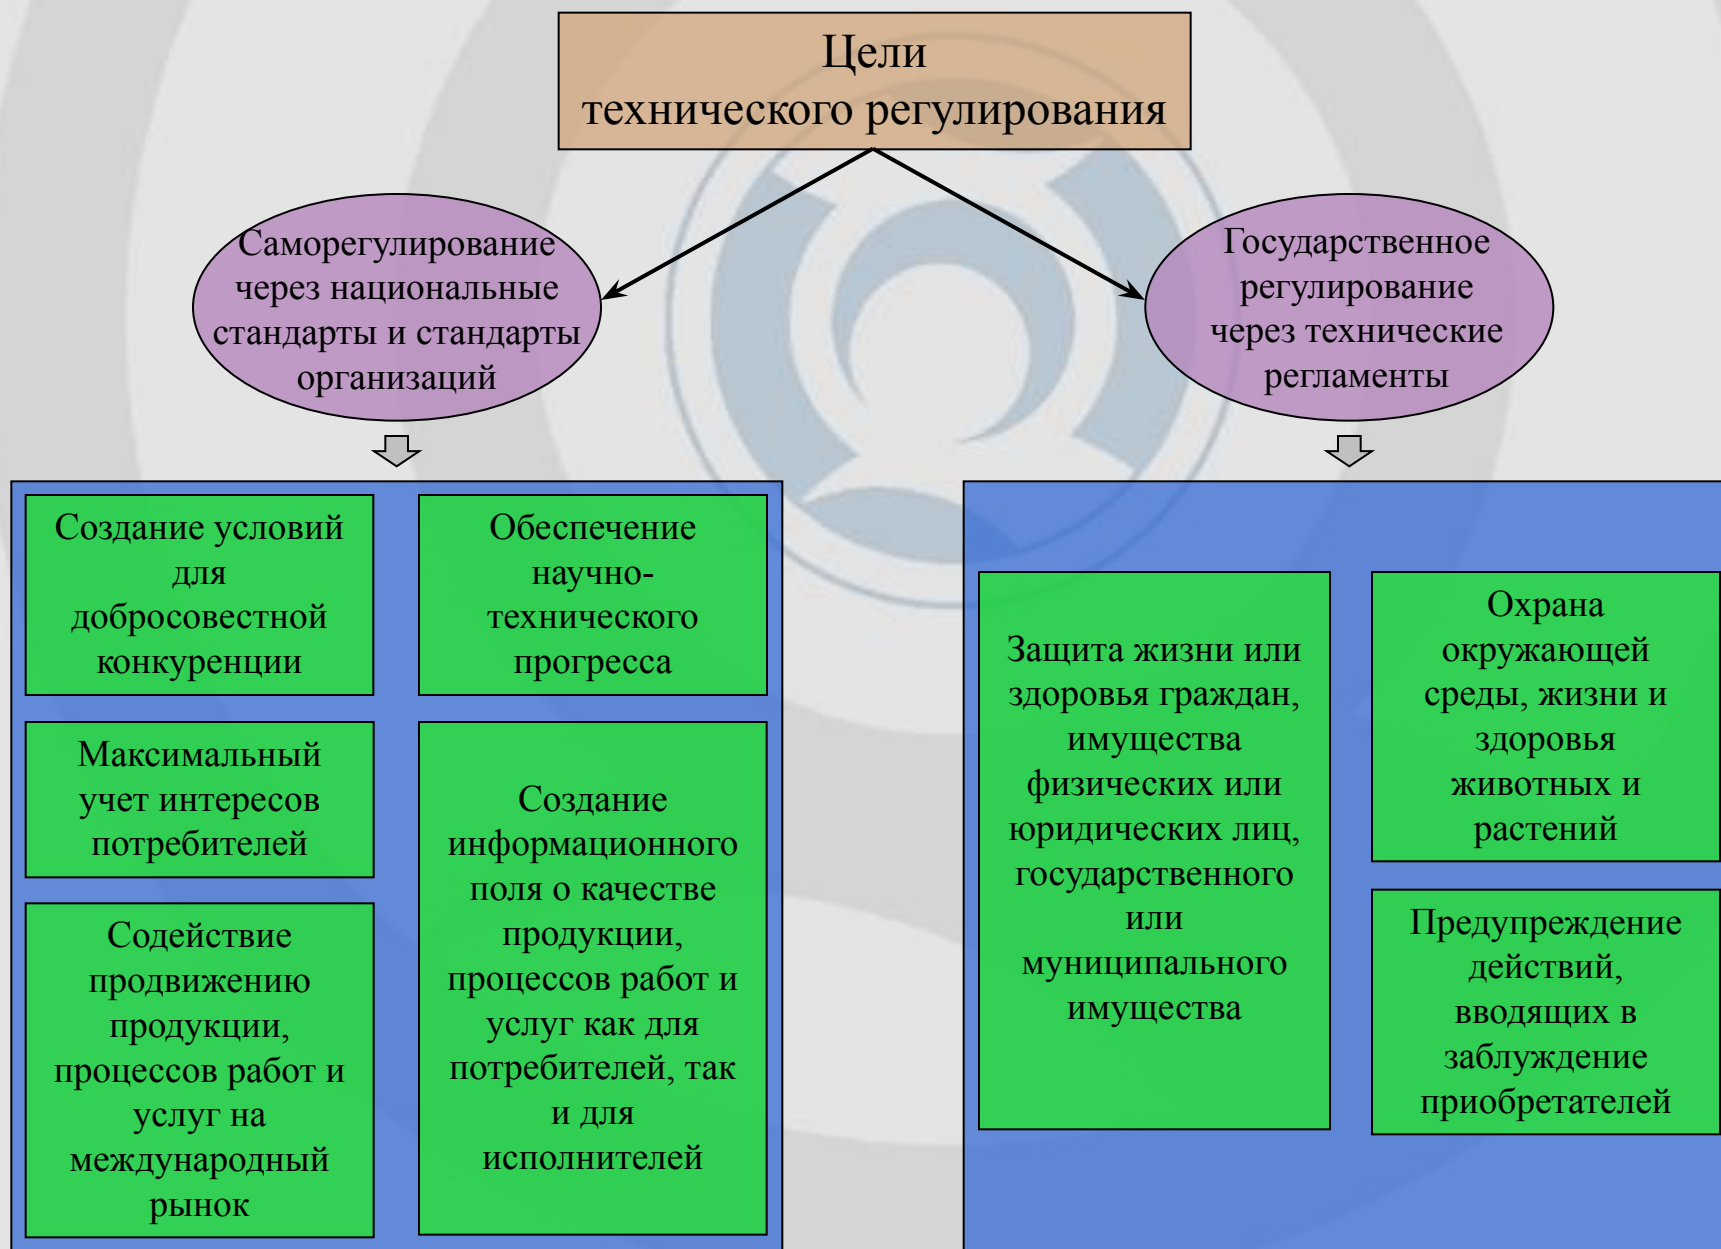 Цели
технического регулирования
Саморегулирование
через национальные
стандарты и стандарты
организаций
Государственное
регулирование
через технические
регламенты
Создание условий
для
добросовестной
конкуренции
Обеспечение
научно-
технического
прогресса
Максимальный
учет интересов
потребителей
Создание
информационного
поля о качестве
продукции,
процессов работ и
услуг как для
потребителей, так
и для
исполнителей
Содействие
продвижению
продукции,
процессов работ и
услуг на
международный
рынок
Защита жизни или
здоровья граждан,
имущества
физических или
юридических лиц,
государственного
или
муниципального
имущества
Охрана
окружающей
среды, жизни и
здоровья
животных и
растений
Предупреждение
действий,
вводящих в
заблуждение
приобретателей